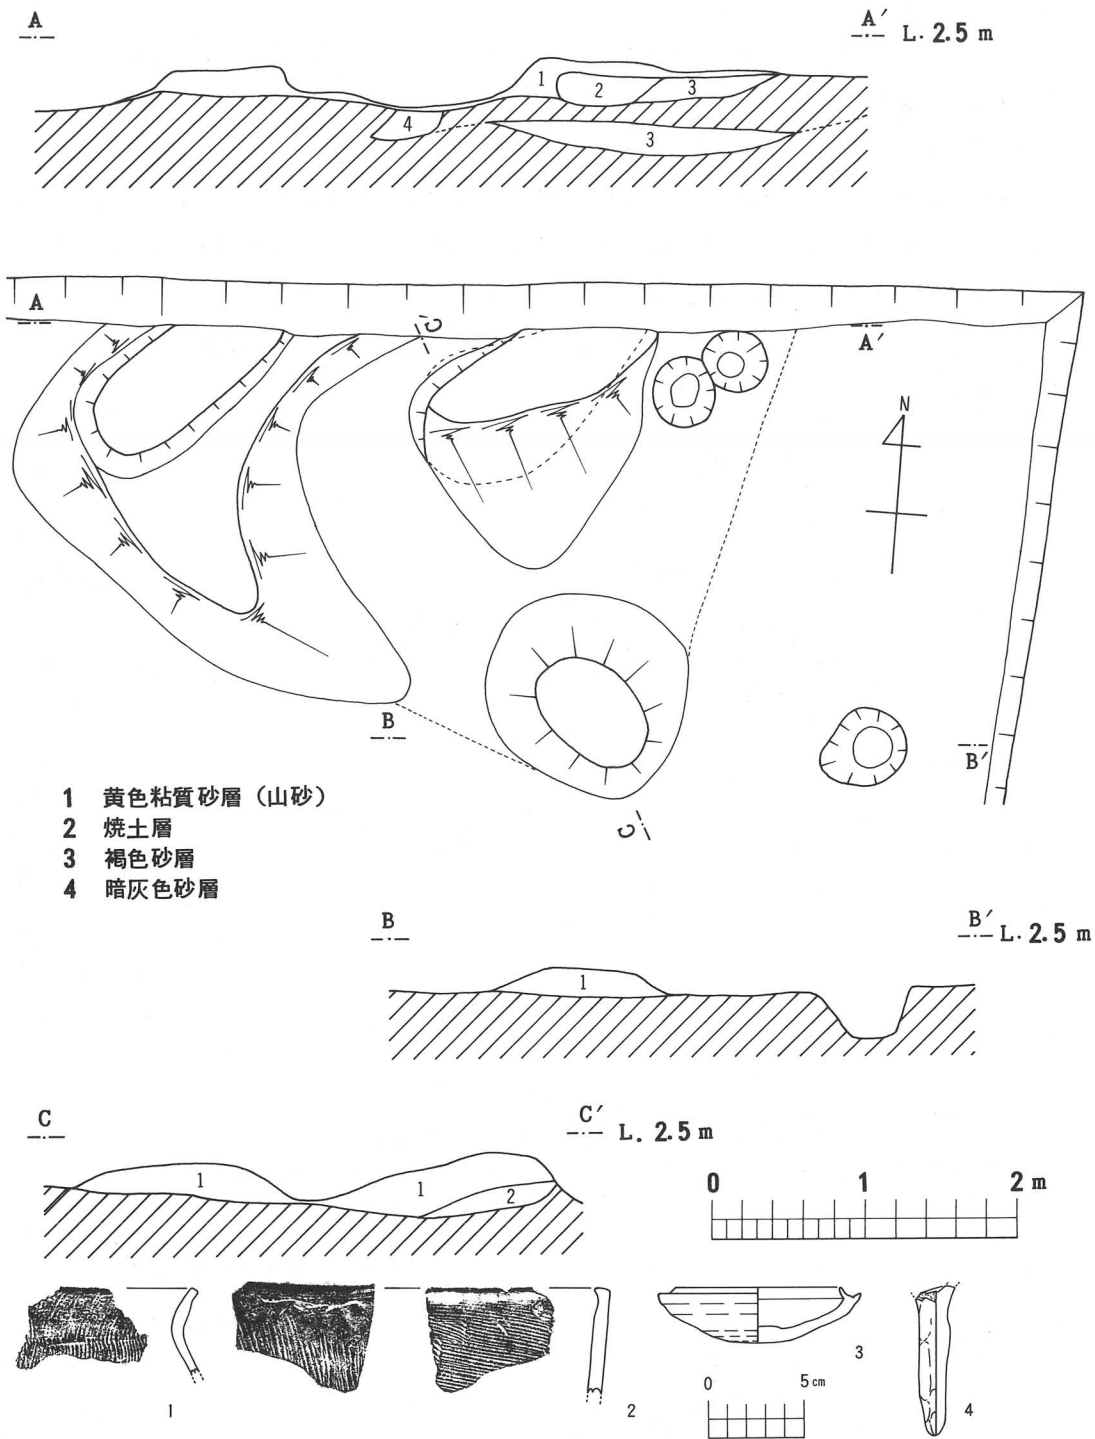 A A′ L. 2.5 m
1 2 3
4 3
A C′ A′
N
B B′
C
1 黄色粘質砂層（山砂）
2 焼土層
3 褐色砂層
4 暗灰色砂層
B B′ L. 2.5 m
1
C C′ L. 2.5 m
1 1 2
0 1 2 m
3
0 5 cm
1 2 4